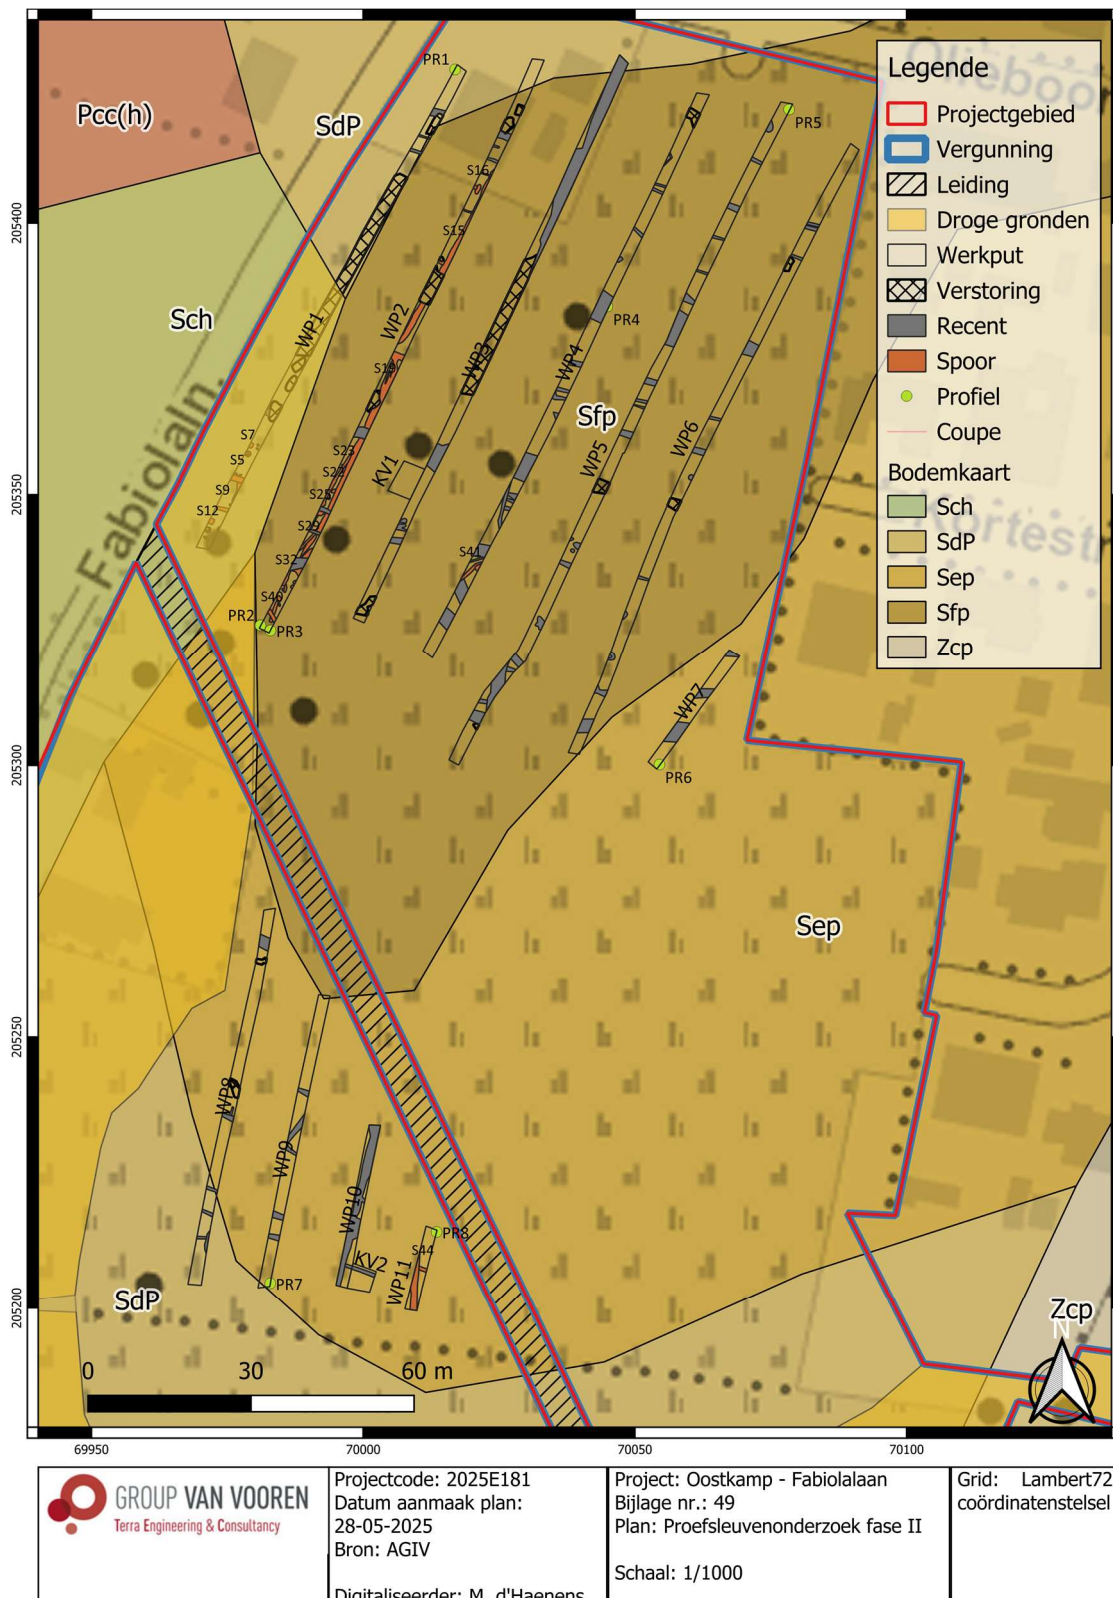 Pcc(h)
SdP
PR1
PR5
S16
S15
Sch
WP1
WP2
WP3
WP4
PR4
S19
Sfp
WP5
WP6
S7
S5
S9
S12
S23
S22
S25
S29
S32
S40
KV1
S41
PR2
PR3
WP7
PR6
Fabiolaln.
Sep
WP8
WP9
WP10
KV2
WP11
S44
PR8
PR7
SdP
Zcp
N
0 30 60 m
Legende
Projectgebied
Vergunning
Leiding
Droge gronden
Werkput
Verstoring
Recent
Spoor
Profiel
Coupe
Bodemkaart
Sch
SdP
Sep
Sfp
Zcp
205400
205350
205300
205250
205200
69950
70000
70050
70100
GROUP VAN VOOREN
Terra Engineering & Consultancy
Projectcode: 2025E181
Datum aanmaak plan:
28-05-2025
Bron: AGIV
Digitaliseerder: M. d'Haenens
Project: Oostkamp - Fabiolalaan
Bijlage nr.: 49
Plan: Proefsleuvenonderzoek fase II
Schaal: 1/1000
Grid: Lambert72
coördinatenstelsel